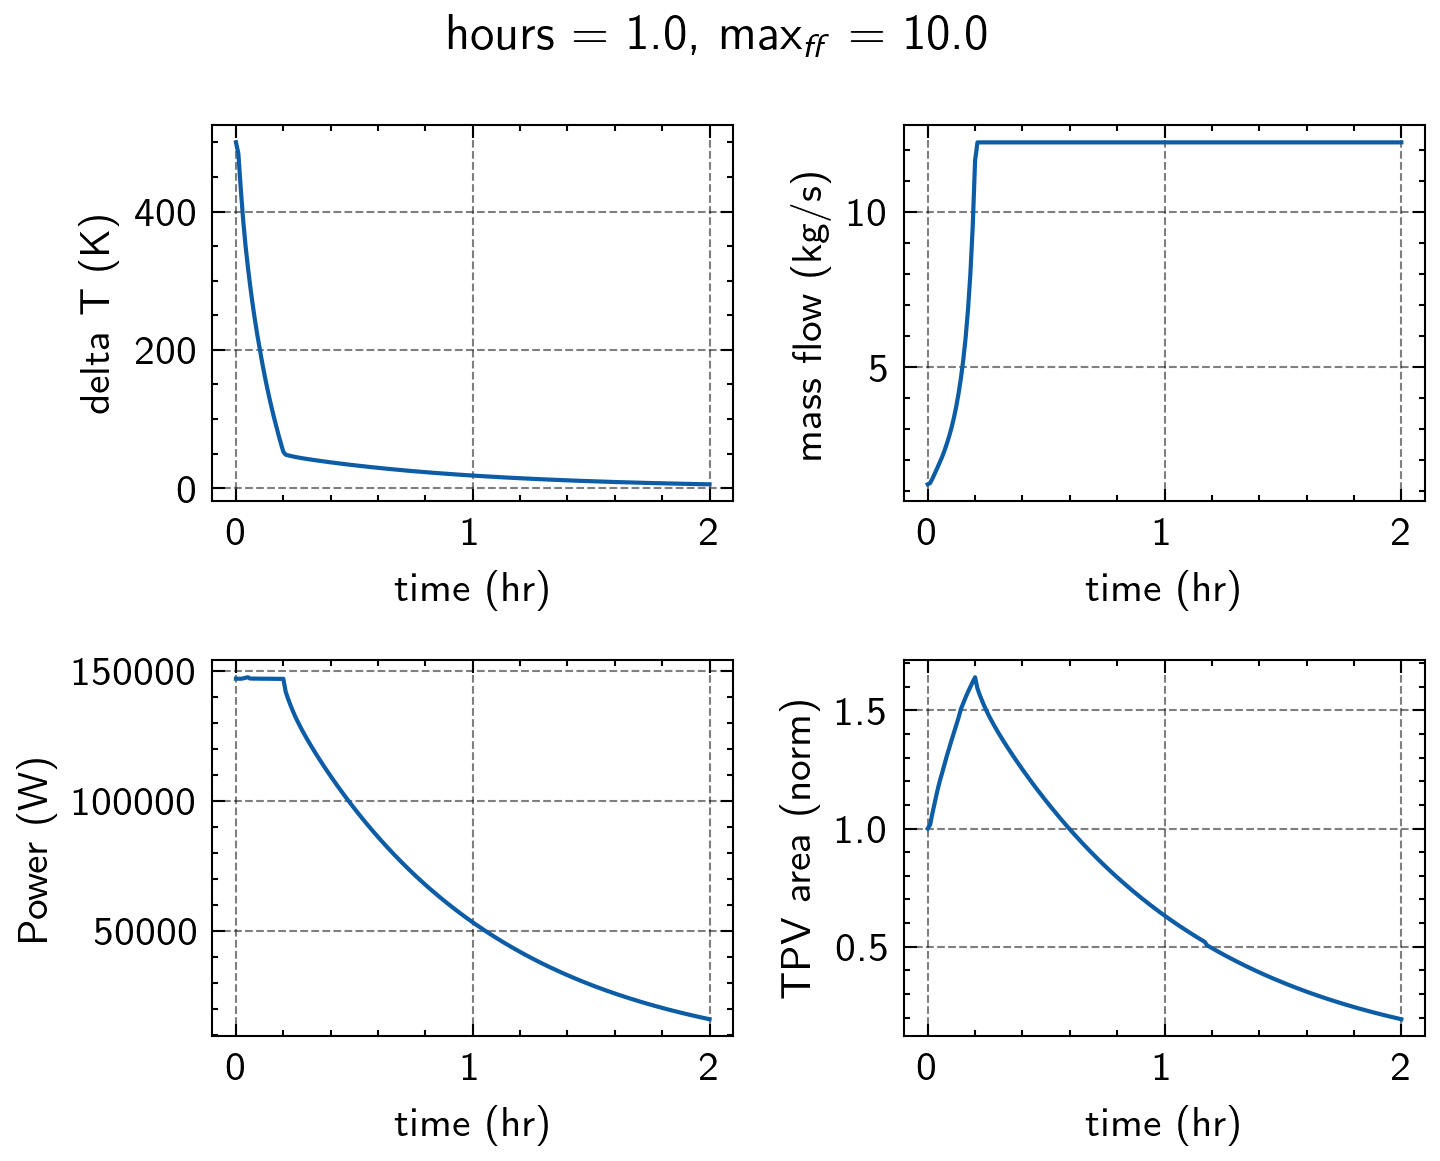 hours = 1.0, max_ff = 10.0
400
200
0
delta T (K)
0 1 2
time (hr)
10
5
mass flow (kg/s)
0 1 2
time (hr)
150000
100000
50000
Power (W)
0 1 2
time (hr)
1.5
1.0
0.5
TPV area (norm)
0 1 2
time (hr)